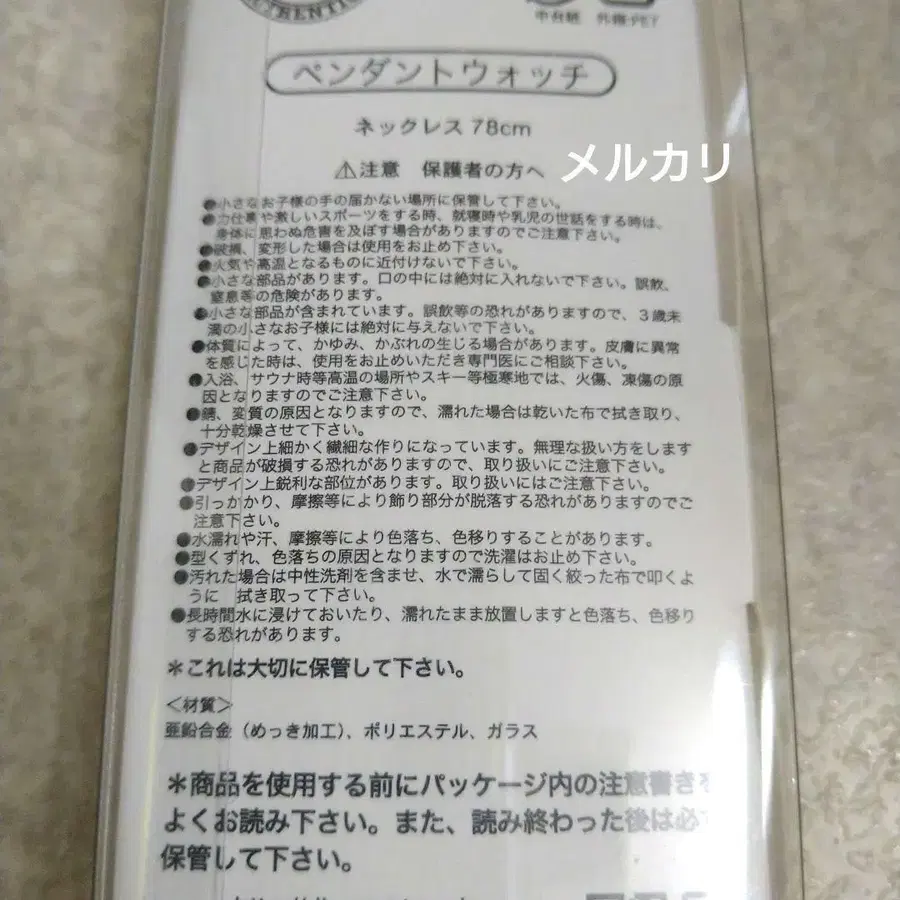 AUTHENTIC
中台紙 外装:PET
ペンダントウォッチ
ネックレス 78cm
⚠注意 保護者の方へ
メルカリ
●小さなお子様の手の届かない場所に保管して下さい。
●力仕事や激しいスポーツをする時、就寝時や乳児の世話をする時は、
身体に思わぬ危害を及ぼす場合がありますのでご注意下さい。
●破損、変形した場合は使用をお止め下さい。
●火気や高温となるものに近付けないで下さい。
●小さな部品があります。口の中には絶対に入れないで下さい。誤飲、
窒息等の危険があります。
●小さな部品が含まれています。誤飲等の恐れがありますので、3歳未
満の小さなお子様には絶対に与えないで下さい。
●体質によって、かゆみ、かぶれの生じる場合があります。皮膚に異常
を感じた時は、使用をお止めいただき専門医にご相談下さい。
●入浴、サウナ時等高温の場所やスキー等極寒地では、火傷、凍傷の原
因となりますのでご注意下さい。
●錆、変質の原因となりますので、濡れた場合は乾いた布で拭き取り、
十分乾燥させて下さい。
●デザイン上細かく繊細な作りになっています。無理な扱い方をします
と商品が破損する恐れがありますので、取り扱いにご注意下さい。
●デザイン上鋭利な部位があります。取り扱いにはご注意下さい。
●引っかかり、摩擦等により飾り部分が脱落する恐れがありますのでご
注意下さい。
●水濡れや汗、摩擦等により色落ち、色移りすることがあります。
●型くずれ、色落ちの原因となりますので洗濯はお止め下さい。
●汚れた場合は中性洗剤を含ませ、水で濡らして固く絞った布で叩くよ
うに 拭き取って下さい。
●長時間水に浸けておいたり、濡れたまま放置しますと色落ち、色移り
する恐れがあります。
＊これは大切に保管して下さい。
＜材質＞
亜鉛合金（めっき加工）、ポリエステル、ガラス
＊商品を使用する前にパッケージ内の注意書きを
よくお読み下さい。また、読み終わった後は必
保管して下さい。